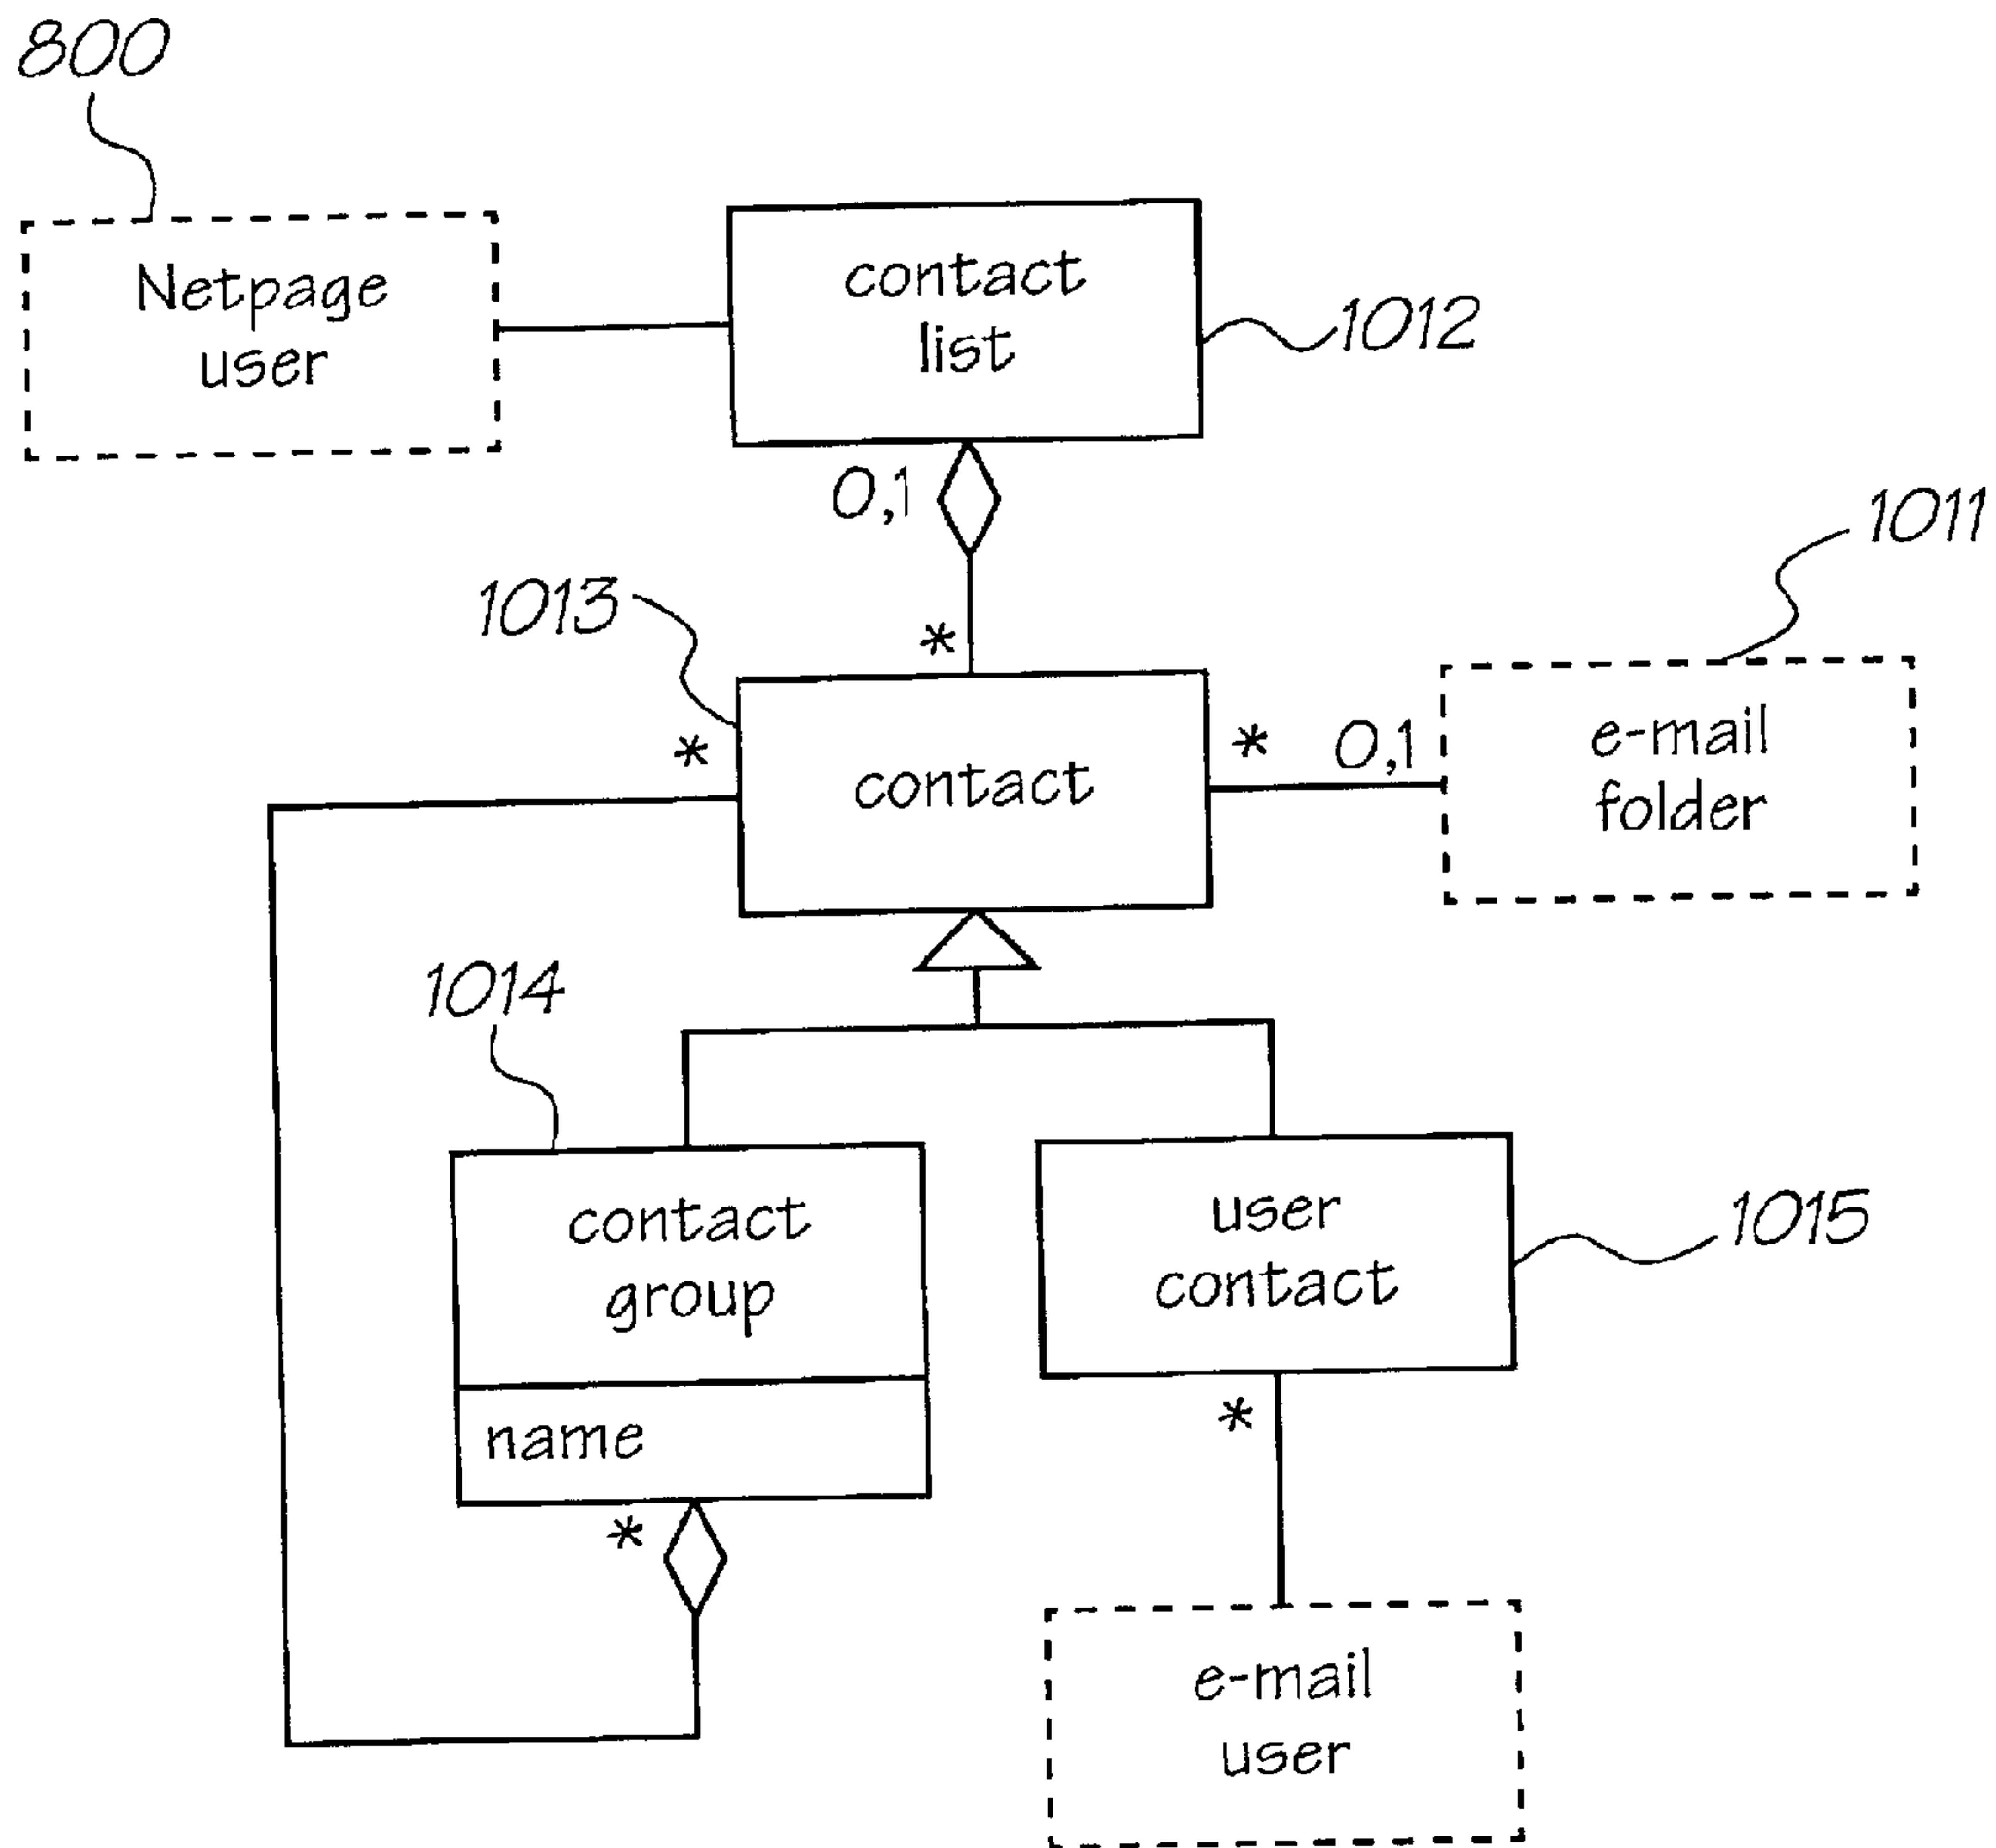 800
Netpage
user
contact
list
1012
0,1
1011
1013
*
*
contact
*
0,1
e-mail
folder
1014
contact
group
user
contact
1015
name
*
*
e-mail
user